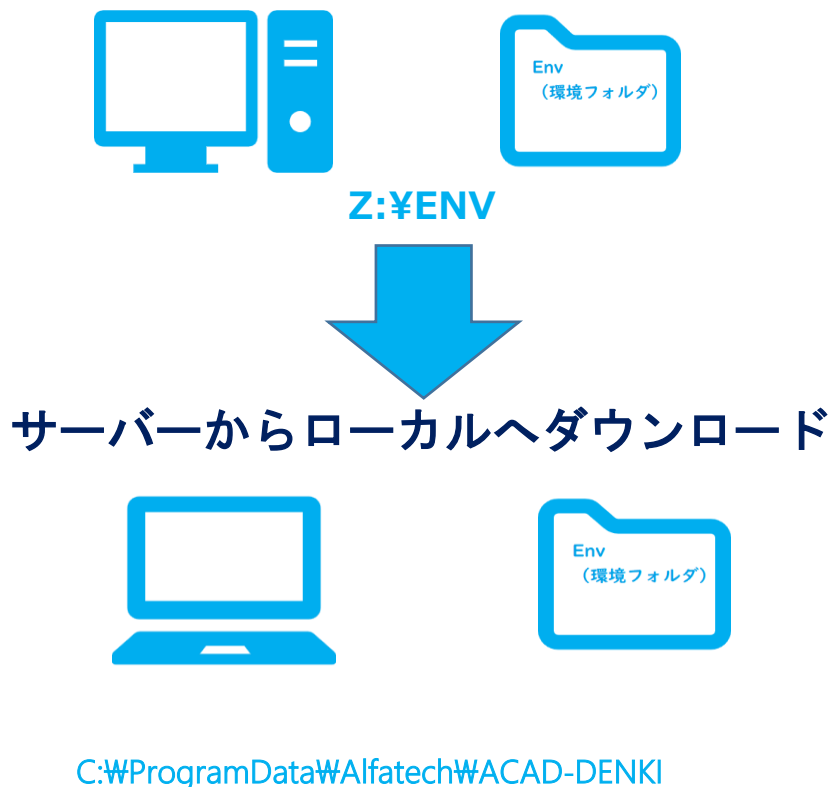 Env
（環境フォルダ）
Z:¥ENV
サーバーからローカルへダウンロード
Env
（環境フォルダ）
C:₩ProgramData₩Alfatech₩ACAD-DENKI